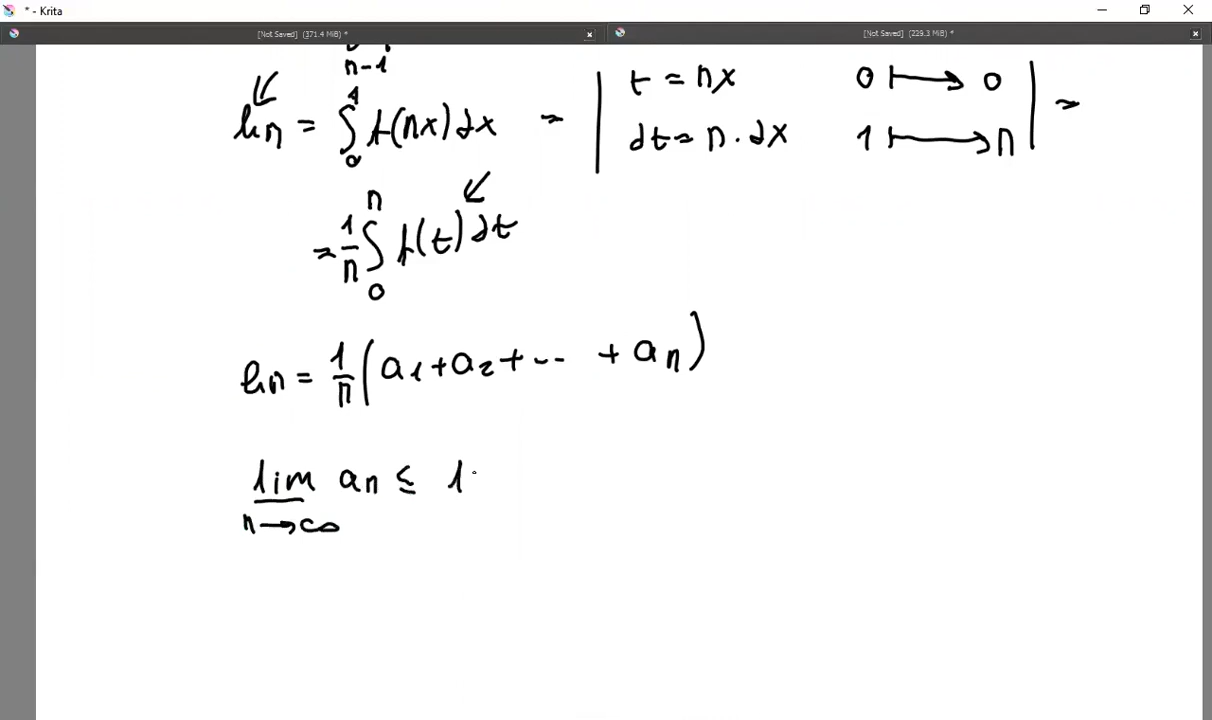 * - Krita
[Not Saved] (371.4 MiB) * [Not Saved] (229.3 MiB) *
n-1
bn = ∫₀¹ f(nx)dx = | t = nx 0 ↦ 0 | =
| dt = n·dx 1 ↦ n |
= 1/n ∫₀ⁿ f(t)dt
bn = 1/n (a₁+a₂+... + an)
lim an ≤ l
n→∞